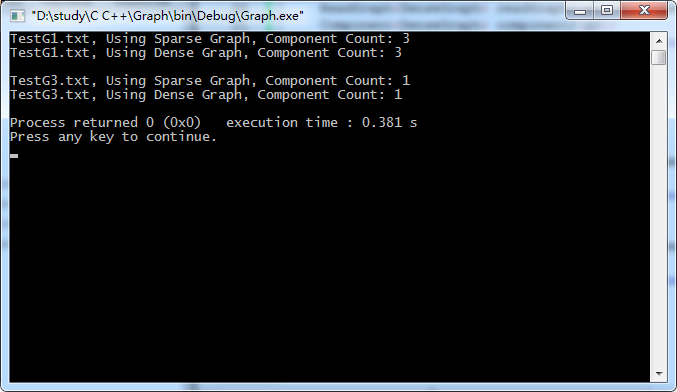 "D:\study\C C++\Graph\bin\Debug\Graph.exe"
TestG1.txt, Using Sparse Graph, Component Count: 3
TestG1.txt, Using Dense Graph, Component Count: 3
TestG3.txt, Using Sparse Graph, Component Count: 1
TestG3.txt, Using Dense Graph, Component Count: 1
Process returned 0 (0x0)   execution time : 0.381 s
Press any key to continue.